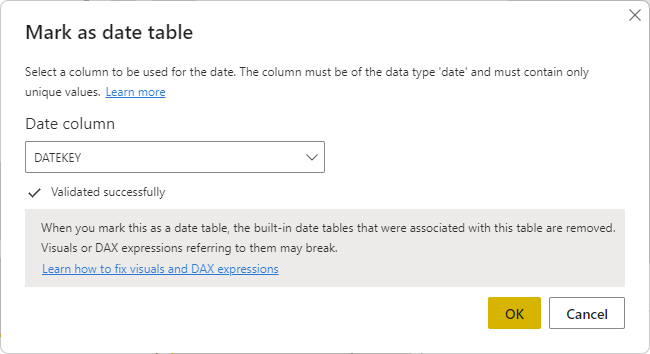 Mark as date table
Select a column to be used for the date. The column must be of the data type 'date' and must contain only
unique values. Learn more
Date column
DATEKEY
Validated successfully
When you mark this as a date table, the built-in date tables that were associated with this table are removed.
Visuals or DAX expressions referring to them may break.
Learn how to fix visuals and DAX expressions
OK
Cancel